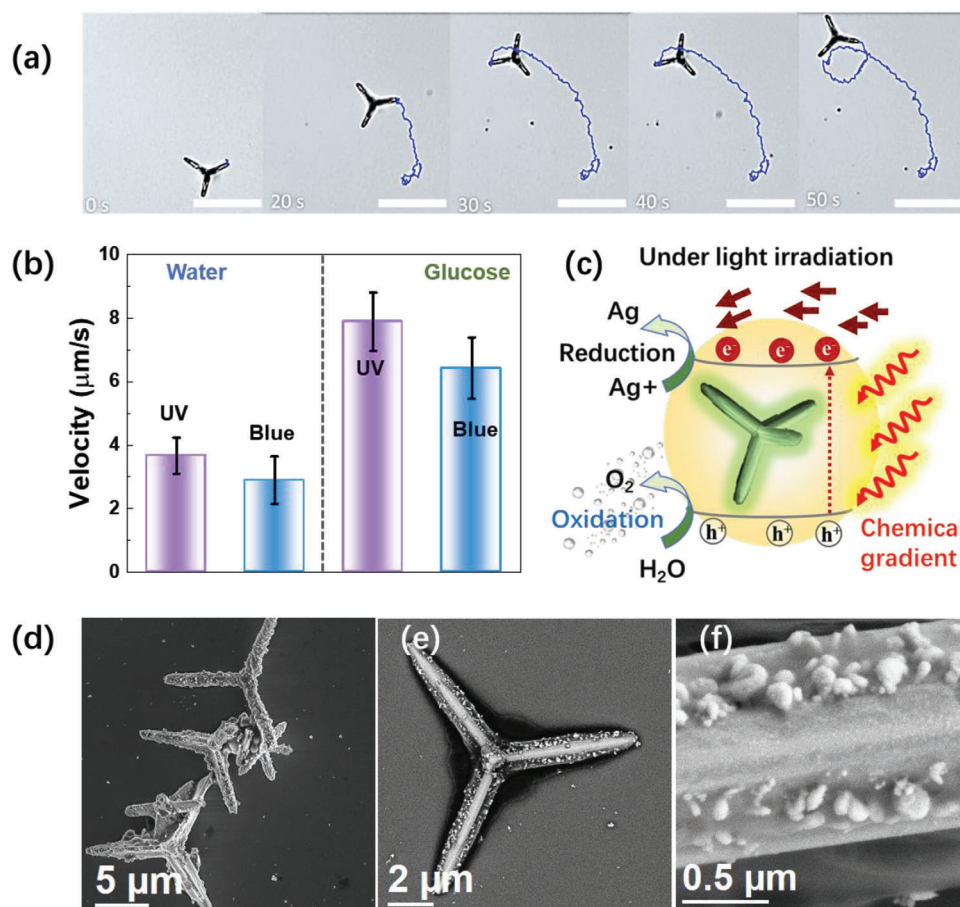 (a)
0 s
20 s
30 s
40 s
50 s
(b)
Velocity (μm/s)
10
8
6
4
2
0
Water
Glucose
UV
Blue
UV
Blue
(c)
Under light irradiation
Ag
Reduction
Ag+
e⁻
e⁻
e⁻
O₂
Oxidation
H₂O
h⁺
h⁺
h⁺
Chemical
gradient
(d)
5 μm
(e)
2 μm
(f)
0.5 μm